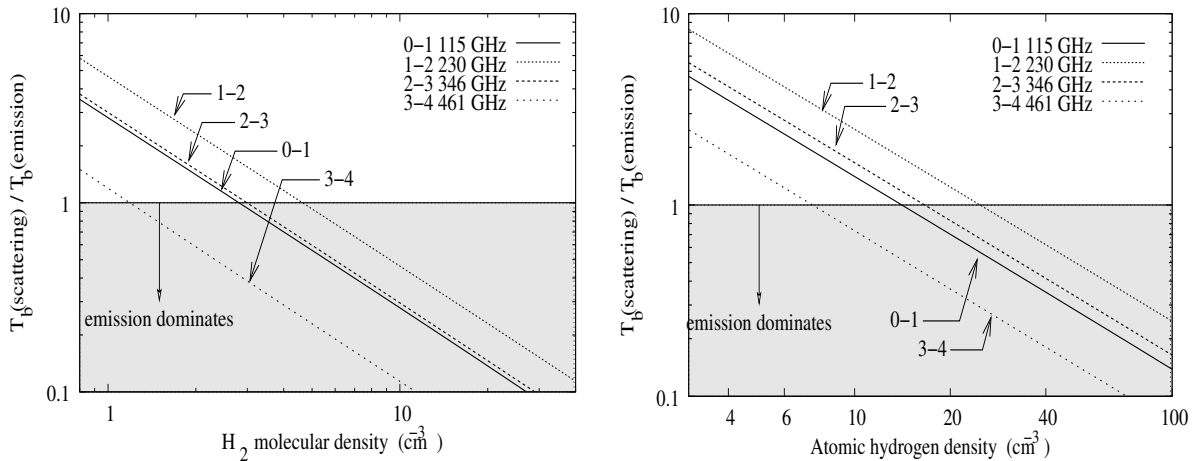 10
0–1 115 GHz
1–2 230 GHz
2–3 346 GHz
3–4 461 GHz
1–2
2–3
0–1
3–4
1
emission dominates
0.1
1
10
H2 molecular density (cm−3)
Tb(scattering) / Tb(emission)
10
0–1 115 GHz
1–2 230 GHz
2–3 346 GHz
3–4 461 GHz
1–2
2–3
1
emission dominates
0–1
3–4
0.1
4
6
10
20
40
100
Atomic hydrogen density (cm−3)
Tb(scattering) / Tb(emission)